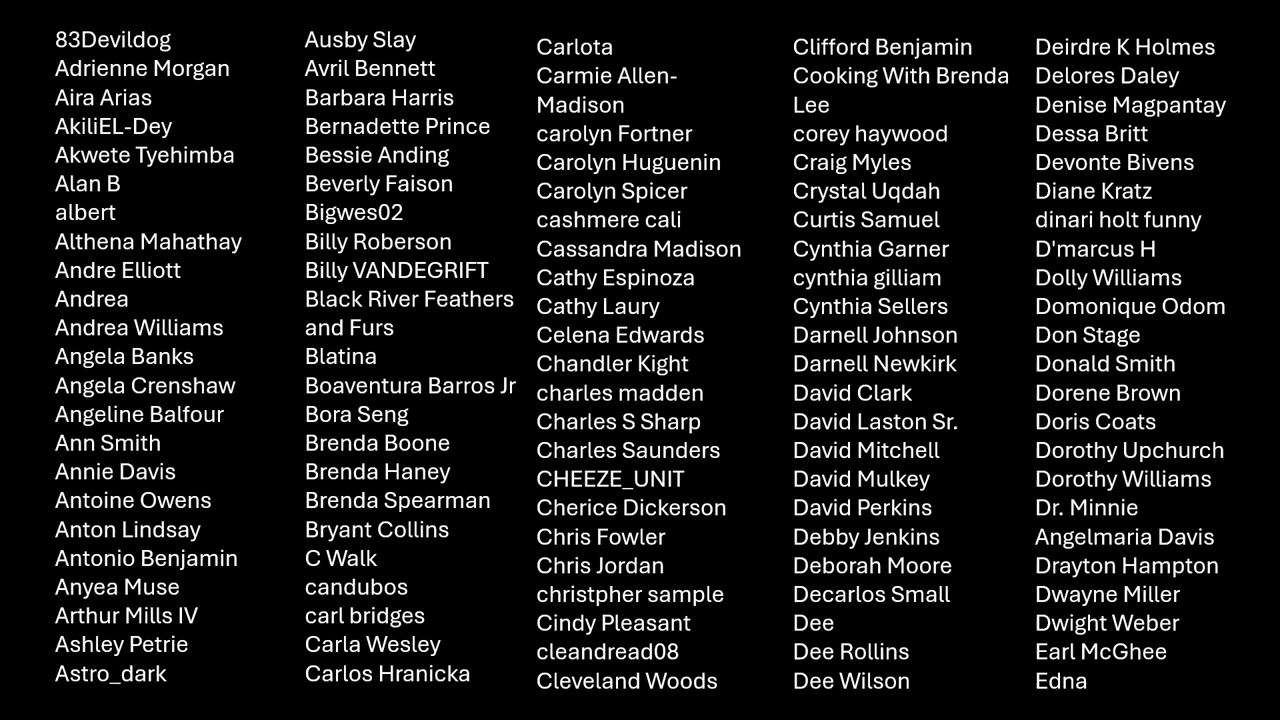 83Devildog
Adrienne Morgan
Aira Arias
AkiliEL-Dey
Akwete Tyehimba
Alan B
albert
Althena Mahathay
Andre Elliott
Andrea
Andrea Williams
Angela Banks
Angela Crenshaw
Angeline Balfour
Ann Smith
Annie Davis
Antoine Owens
Anton Lindsay
Antonio Benjamin
Anyea Muse
Arthur Mills IV
Ashley Petrie
Astro_dark
Ausby Slay
Avril Bennett
Barbara Harris
Bernadette Prince
Bessie Anding
Beverly Faison
Bigwes02
Billy Roberson
Billy VANDEGRIFT
Black River Feathers
and Furs
Blatina
Boaventura Barros Jr
Bora Seng
Brenda Boone
Brenda Haney
Brenda Spearman
Bryant Collins
C Walk
candubos
carl bridges
Carla Wesley
Carlos Hranicka
Carlota
Carmie Allen-
Madison
carolyn Fortner
Carolyn Huguenin
Carolyn Spicer
cashmere cali
Cassandra Madison
Cathy Espinoza
Cathy Laury
Celena Edwards
Chandler Kight
charles madden
Charles S Sharp
Charles Saunders
CHEEZE_UNIT
Cherice Dickerson
Chris Fowler
Chris Jordan
christpher sample
Cindy Pleasant
cleandread08
Cleveland Woods
Clifford Benjamin
Cooking With Brenda
Lee
corey haywood
Craig Myles
Crystal Uqdah
Curtis Samuel
Cynthia Garner
cynthia gilliam
Cynthia Sellers
Darnell Johnson
Darnell Newkirk
David Clark
David Laston Sr.
David Mitchell
David Mulkey
David Perkins
Debby Jenkins
Deborah Moore
Decarlos Small
Dee
Dee Rollins
Dee Wilson
Deirdre K Holmes
Delores Daley
Denise Magpantay
Dessa Britt
Devonte Bivens
Diane Kratz
dinari holt funny
D'marcus H
Dolly Williams
Domonique Odom
Don Stage
Donald Smith
Dorene Brown
Doris Coats
Dorothy Upchurch
Dorothy Williams
Dr. Minnie
Angelmaria Davis
Drayton Hampton
Dwayne Miller
Dwight Weber
Earl McGhee
Edna